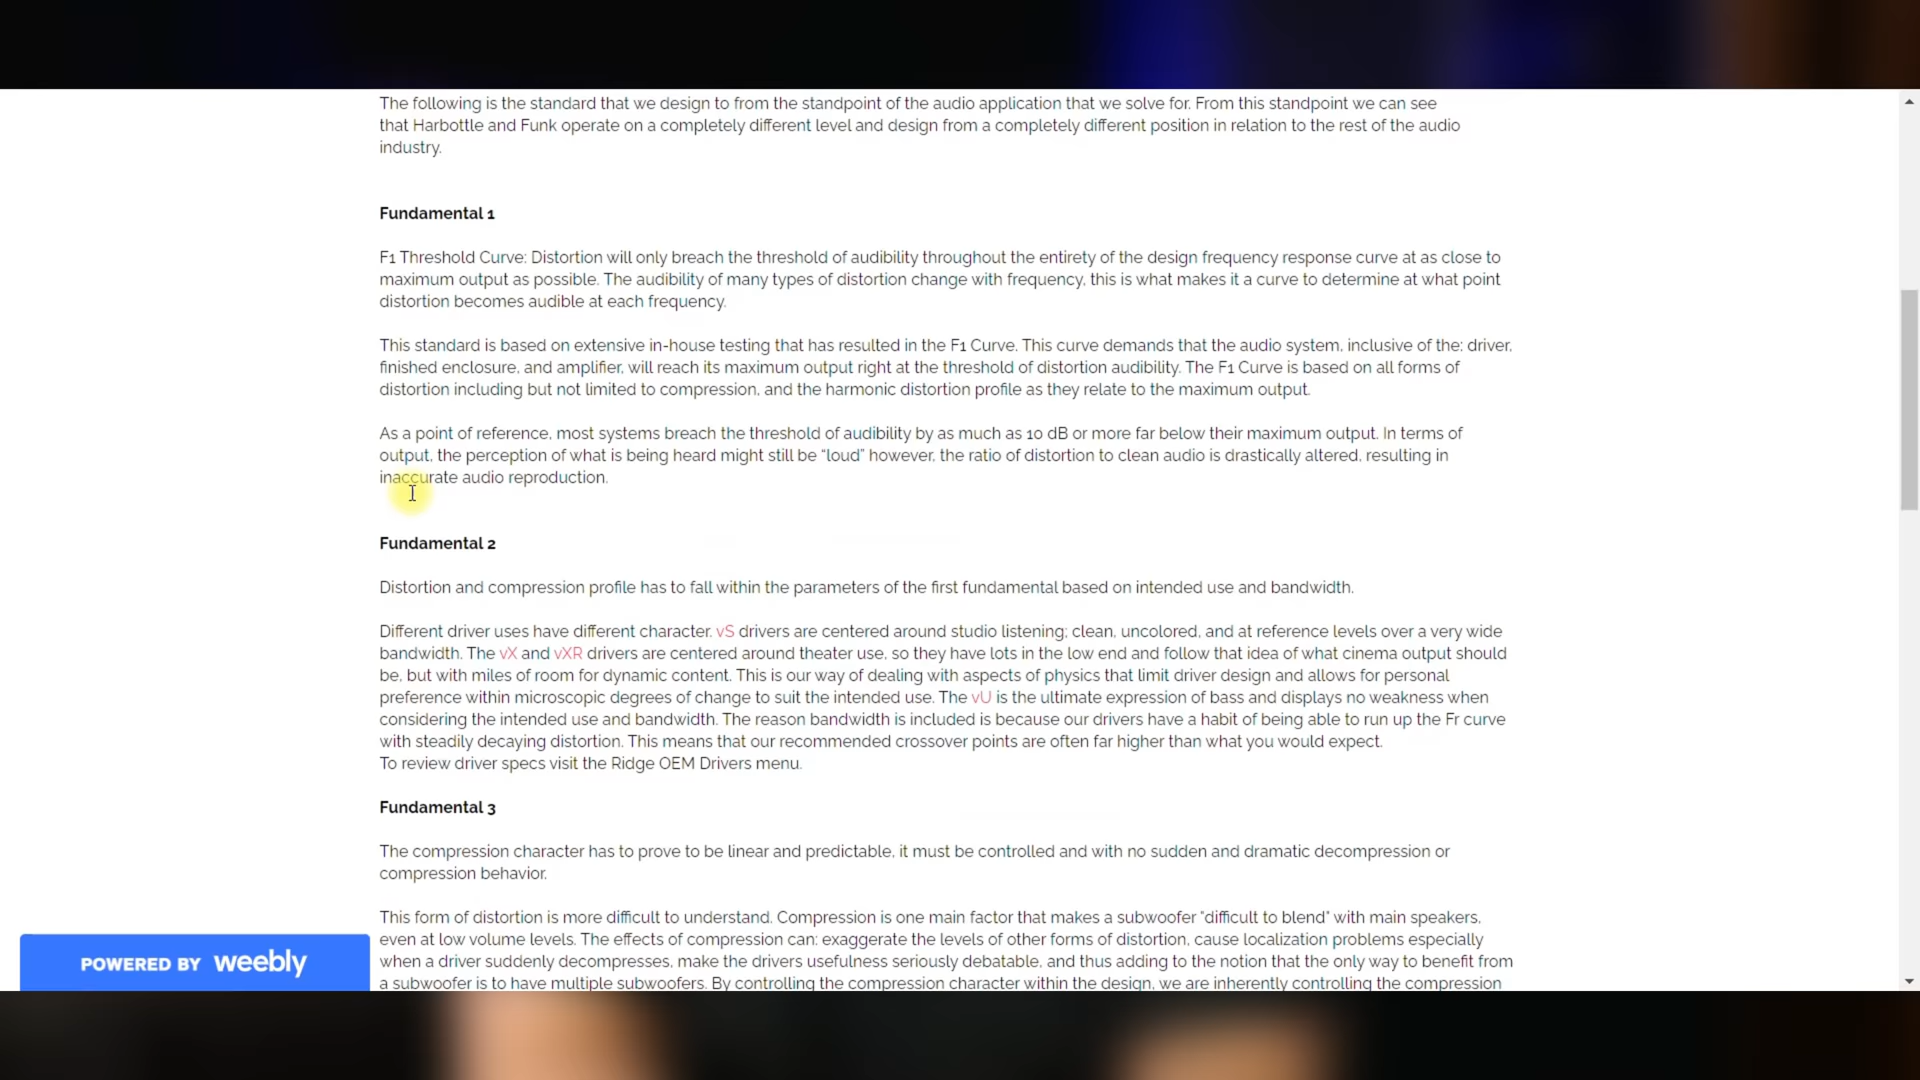 The following is the standard that we design to from the standpoint of the audio application that we solve for. From this standpoint we can see
that Harbottle and Funk operate on a completely different level and design from a completely different position in relation to the rest of the audio
industry.
Fundamental 1
F1 Threshold Curve: Distortion will only breach the threshold of audibility throughout the entirety of the design frequency response curve at as close to
maximum output as possible. The audibility of many types of distortion change with frequency, this is what makes it a curve to determine at what point
distortion becomes audible at each frequency.
This standard is based on extensive in-house testing that has resulted in the F1 Curve. This curve demands that the audio system, inclusive of the: driver,
finished enclosure, and amplifier, will reach its maximum output right at the threshold of distortion audibility. The F1 Curve is based on all forms of
distortion including but not limited to compression, and the harmonic distortion profile as they relate to the maximum output.
As a point of reference, most systems breach the threshold of audibility by as much as 10 dB or more far below their maximum output. In terms of
output, the perception of what is being heard might still be "loud" however, the ratio of distortion to clean audio is drastically altered, resulting in
inaccurate audio reproduction.
Fundamental 2
Distortion and compression profile has to fall within the parameters of the first fundamental based on intended use and bandwidth.
Different driver uses have different character. vS drivers are centered around studio listening; clean, uncolored, and at reference levels over a very wide
bandwidth. The vX and vXR drivers are centered around theater use, so they have lots in the low end and follow that idea of what cinema output should
be, but with miles of room for dynamic content. This is our way of dealing with aspects of physics that limit driver design and allows for personal
preference within microscopic degrees of change to suit the intended use. The vU is the ultimate expression of bass and displays no weakness when
considering the intended use and bandwidth. The reason bandwidth is included is because our drivers have a habit of being able to run up the Fr curve
with steadily decaying distortion. This means that our recommended crossover points are often far higher than what you would expect.
To review driver specs visit the Ridge OEM Drivers menu.
Fundamental 3
The compression character has to prove to be linear and predictable, it must be controlled and with no sudden and dramatic decompression or
compression behavior.
This form of distortion is more difficult to understand. Compression is one main factor that makes a subwoofer "difficult to blend" with main speakers,
even at low volume levels. The effects of compression can: exaggerate the levels of other forms of distortion, cause localization problems especially
when a driver suddenly decompresses, make the drivers usefulness seriously debatable, and thus adding to the notion that the only way to benefit from
a subwoofer is to have multiple subwoofers. By controlling the compression character within the design, we are inherently controlling the compression
POWERED BY weebly